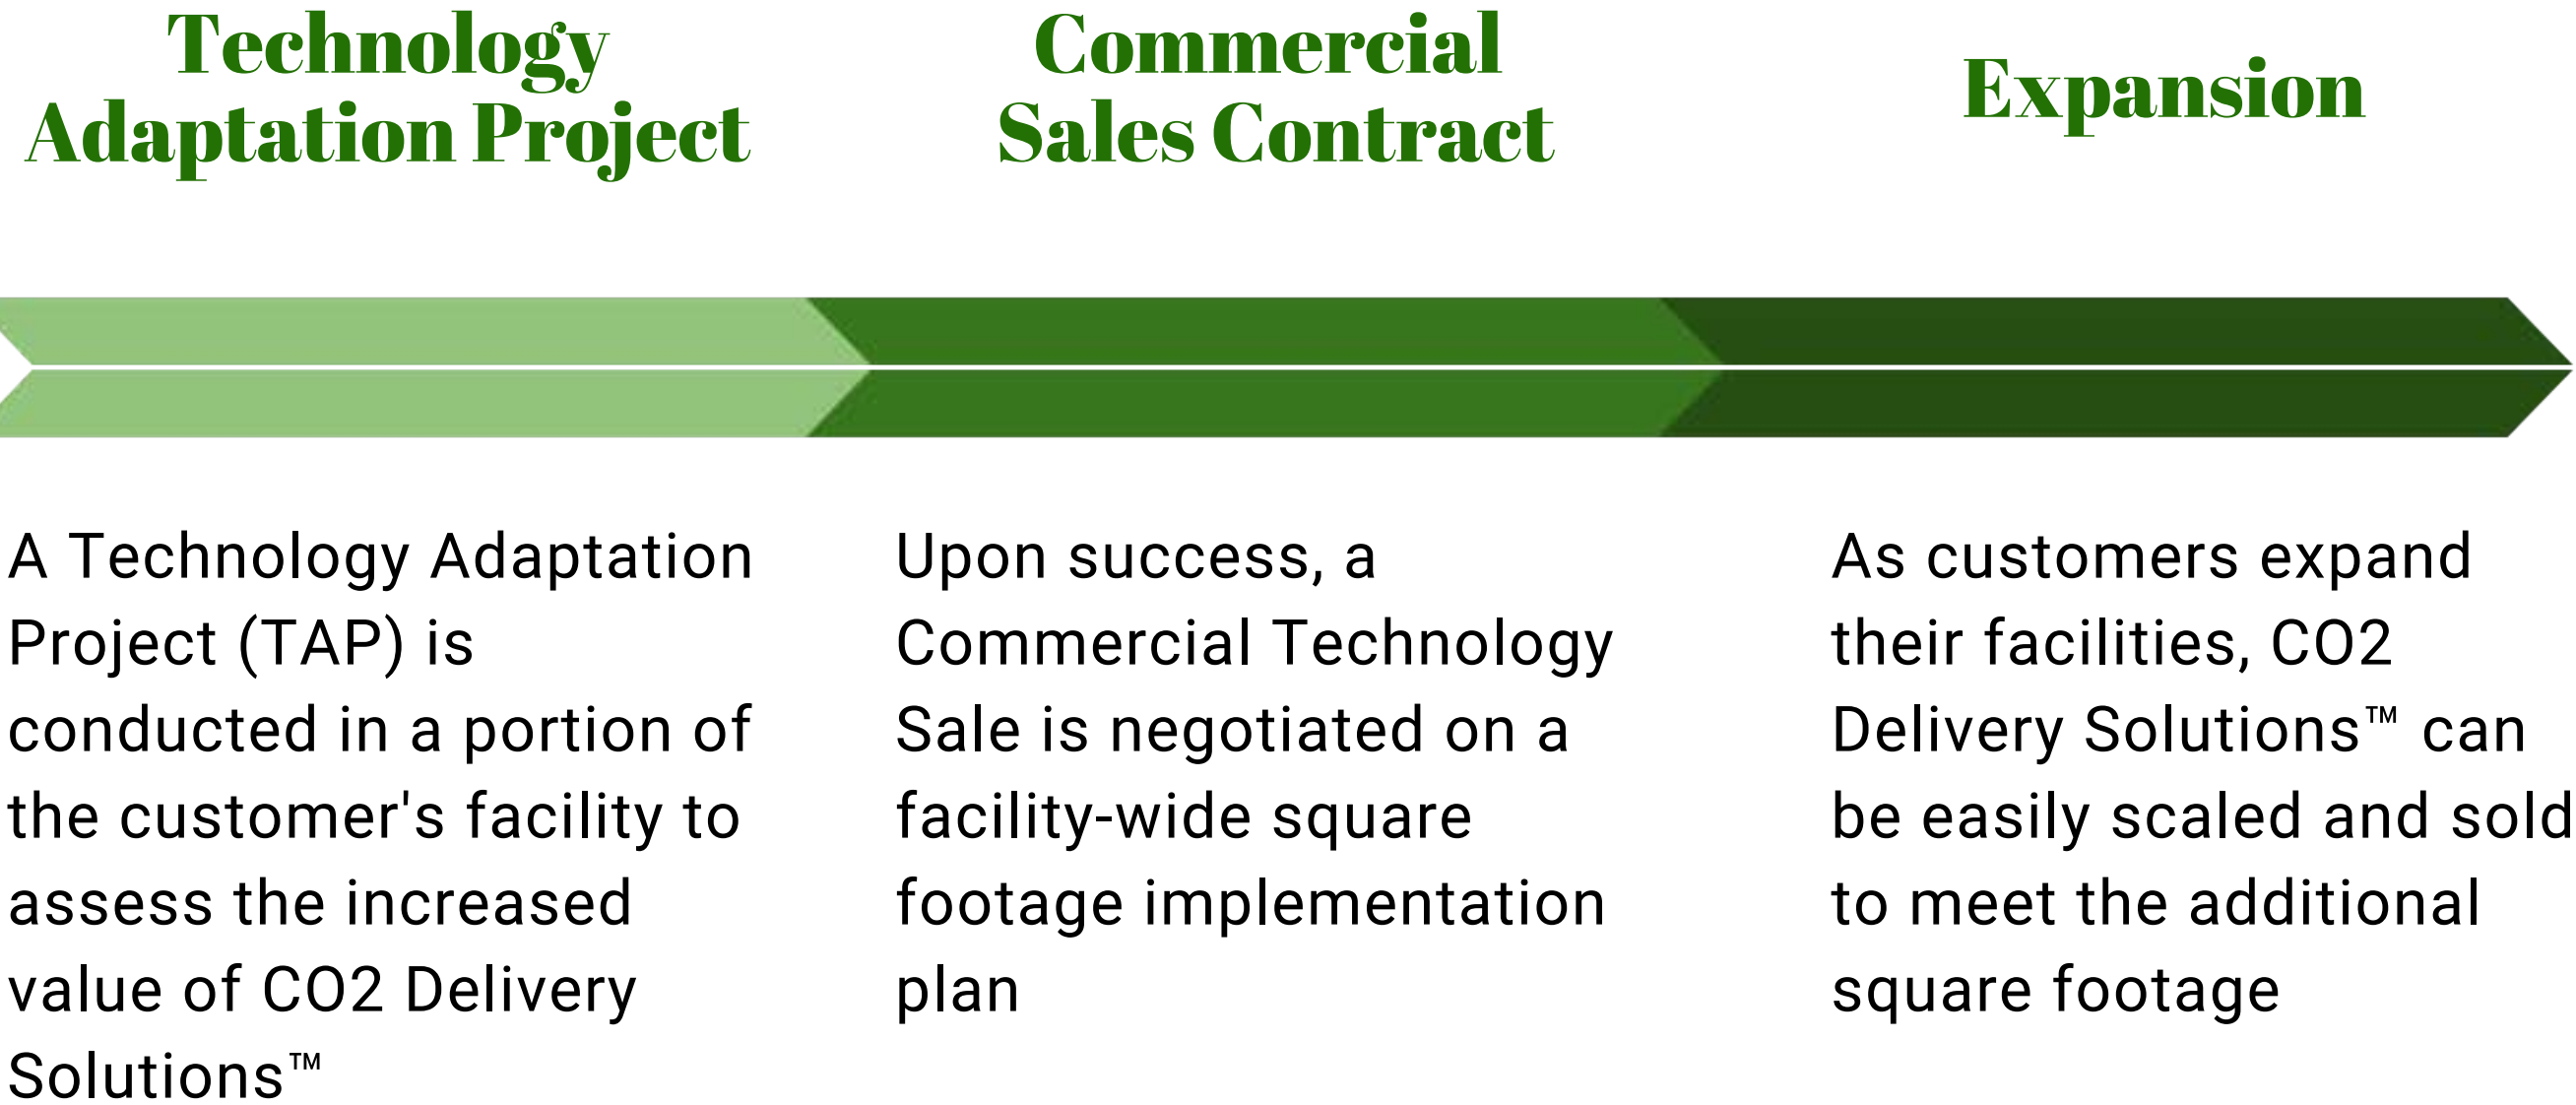 Technology
Adaptation Project
Commercial
Sales Contract
Expansion
A Technology Adaptation
Project (TAP) is
conducted in a portion of
the customer's facility to
assess the increased
value of CO2 Delivery
Solutions™
Upon success, a
Commercial Technology
Sale is negotiated on a
facility-wide square
footage implementation
plan
As customers expand
their facilities, CO2
Delivery Solutions™ can
be easily scaled and sold
to meet the additional
square footage